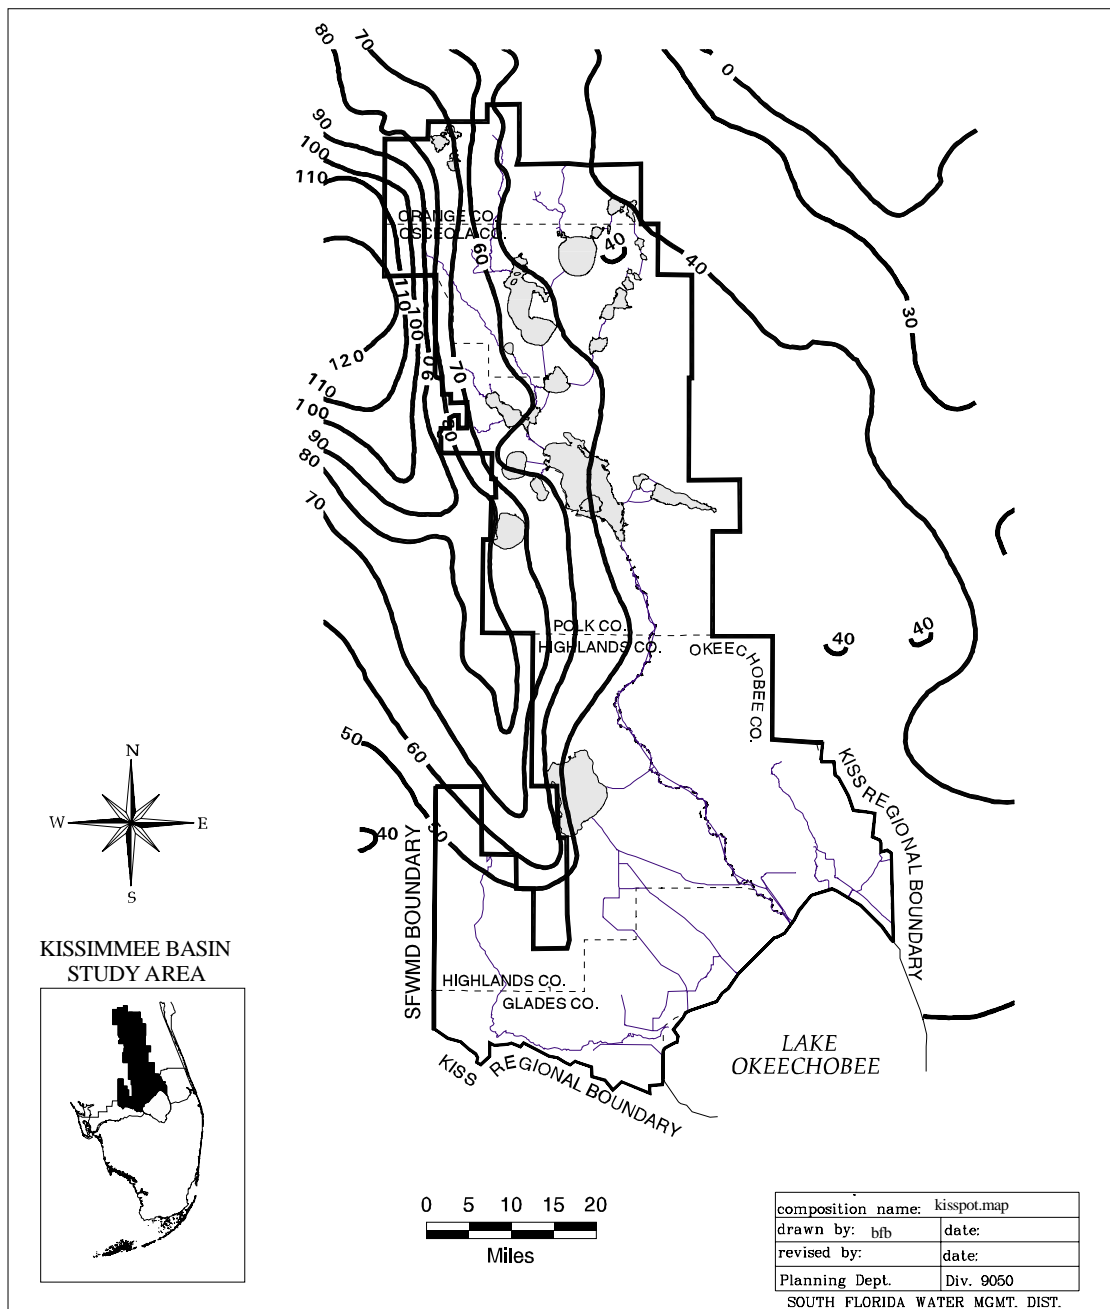 80
70
0
90
100
110
ORANGE CO.
OSCEOLA CO.
60
40
40
30
110
100
90
120
70
110
100
80
90
80
70
POLK CO.
HIGHLANDS CO.
OKEECHOBEE CO.
40
40
60
50
50
40
N
W
E
S
SFWMD BOUNDARY
KISS REGIONAL BOUNDARY
KISSIMMEE BASIN
STUDY AREA
HIGHLANDS CO.
GLADES CO.
KISS REGIONAL BOUNDARY
LAKE
OKEECHOBEE
0 5 10 15 20
Miles
composition name: kisspot.map
drawn by: bfb date:
revised by: date:
Planning Dept. Div. 9050
SOUTH FLORIDA WATER MGMT. DIST.